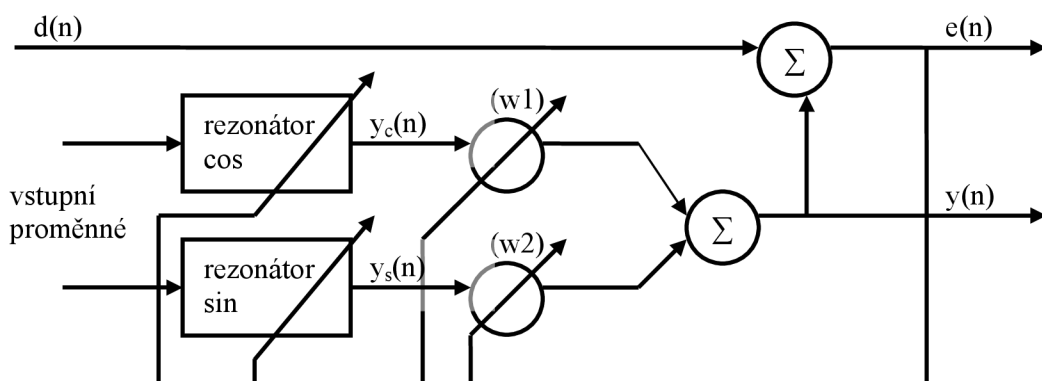 d(n)
e(n)
∑
(w1)
rezonátor
cos
yc(n)
vstupní
proměnné
y(n)
∑
(w2)
rezonátor
sin
ys(n)